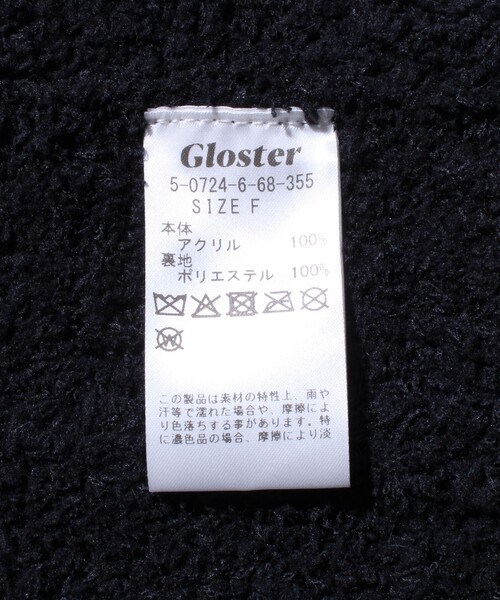 Gloster
5-0724-6-68-355
SIZE F
本体
アクリル 100%
裏地
ポリエステル 100%
W
この製品は素材の特性上、雨や
汗等で濡れた場合や、摩擦によ
り色落ちする事があります。特
に濃色品の場合、摩擦により淡